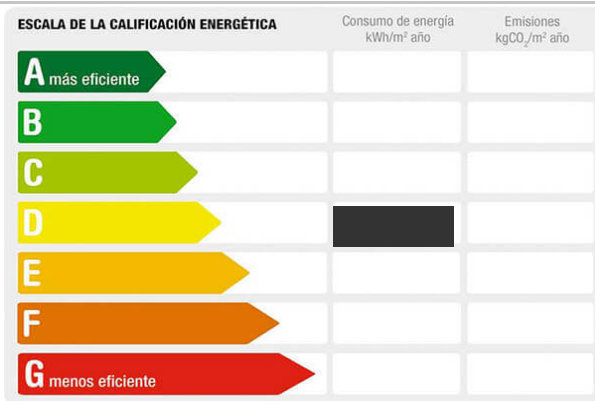 ESCALA DE LA CALIFICACIÓN ENERGÉTICA
Consumo de energía
kWh/m² año
Emisiones
kgCO₂/m² año
A más eficiente
B
C
D
E
F
G menos eficiente